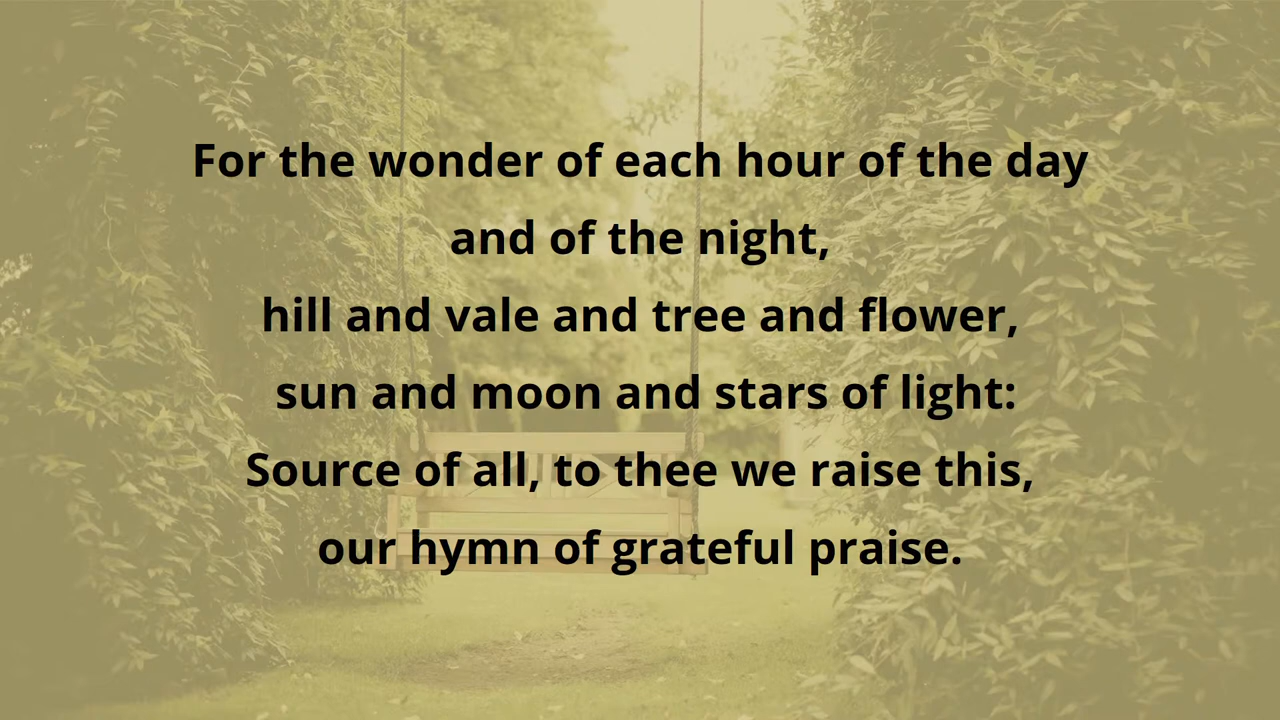 For the wonder of each hour of the day
and of the night,
hill and vale and tree and flower,
sun and moon and stars of light:
Source of all, to thee we raise this,
our hymn of grateful praise.